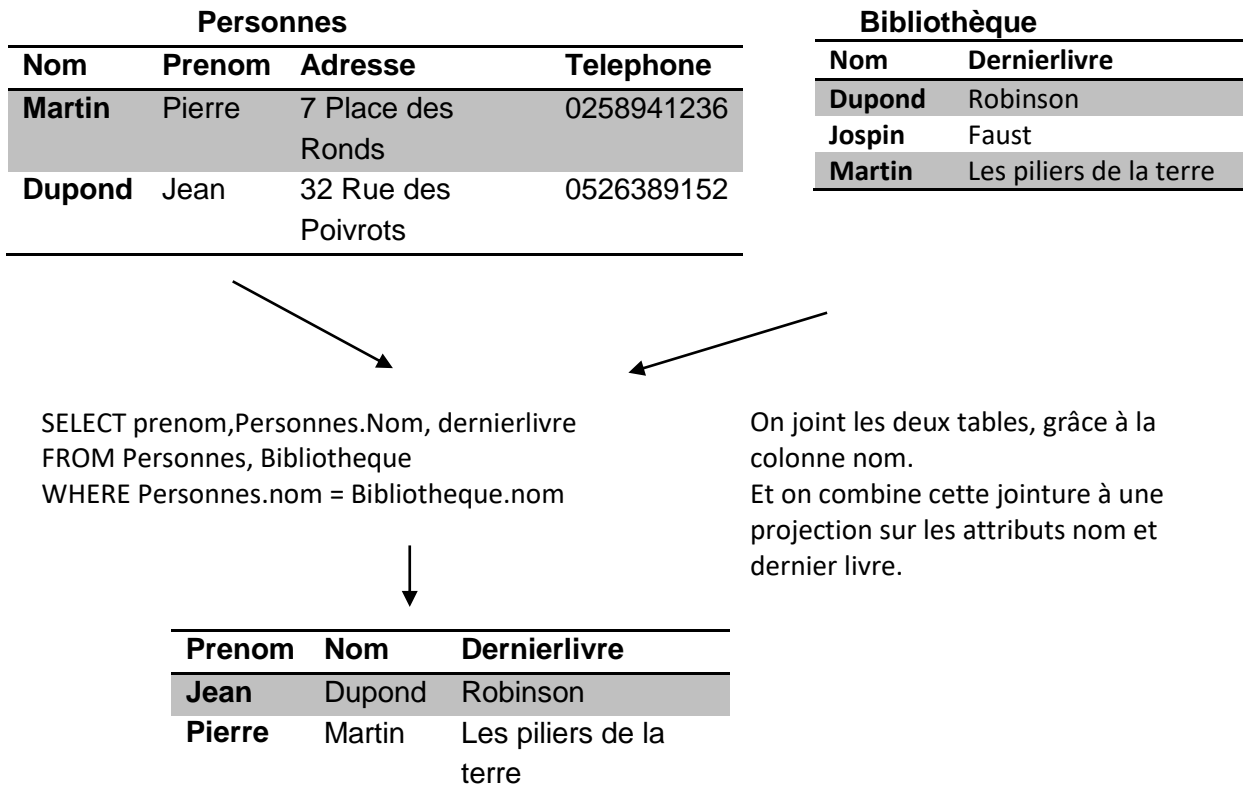 Personnes
Nom Prenom Adresse Telephone
Martin Pierre 7 Place des 0258941236
Ronds
Dupond Jean 32 Rue des 0526389152
Poivrots
Bibliothèque
Nom Dernierlivre
Dupond Robinson
Jospin Faust
Martin Les piliers de la terre
SELECT prenom,Personnes.Nom, dernierlivre
FROM Personnes, Bibliotheque
WHERE Personnes.nom = Bibliotheque.nom
On joint les deux tables, grâce à la
colonne nom.
Et on combine cette jointure à une
projection sur les attributs nom et
dernier livre.
Prenom Nom Dernierlivre
Jean Dupond Robinson
Pierre Martin Les piliers de la
terre